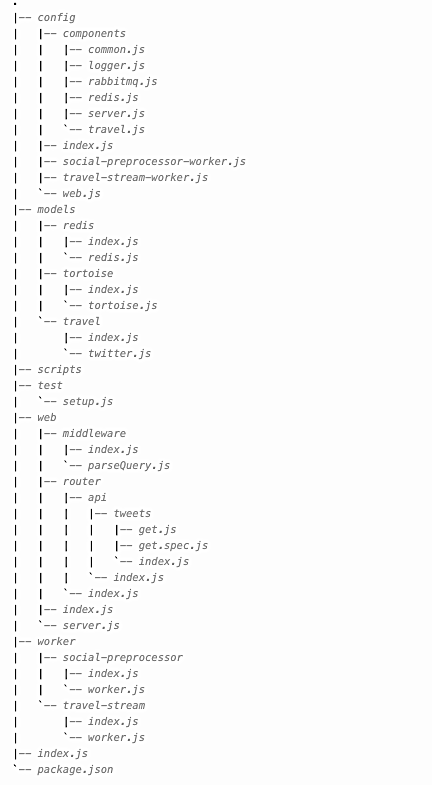 .
|-- config
|   |-- components
|   |   |-- common.js
|   |   |-- logger.js
|   |   |-- rabbitmq.js
|   |   |-- redis.js
|   |   |-- server.js
|   |   `-- travel.js
|   |-- index.js
|   |-- social-preprocessor-worker.js
|   |-- travel-stream-worker.js
|   `-- web.js
|-- models
|   |-- redis
|   |   |-- index.js
|   |   `-- redis.js
|   |-- tortoise
|   |   |-- index.js
|   |   `-- tortoise.js
|   `-- travel
|       |-- index.js
|       `-- twitter.js
|-- scripts
|-- test
|   `-- setup.js
|-- web
|   |-- middleware
|   |   |-- index.js
|   |   `-- parseQuery.js
|   |-- router
|   |   |-- api
|   |   |   |-- tweets
|   |   |   |   |-- get.js
|   |   |   |   |-- get.spec.js
|   |   |   |   `-- index.js
|   |   |   `-- index.js
|   |   `-- index.js
|   |-- index.js
|   `-- server.js
|-- worker
|   |-- social-preprocessor
|   |   |-- index.js
|   |   `-- worker.js
|   `-- travel-stream
|       |-- index.js
|       `-- worker.js
|-- index.js
`-- package.json